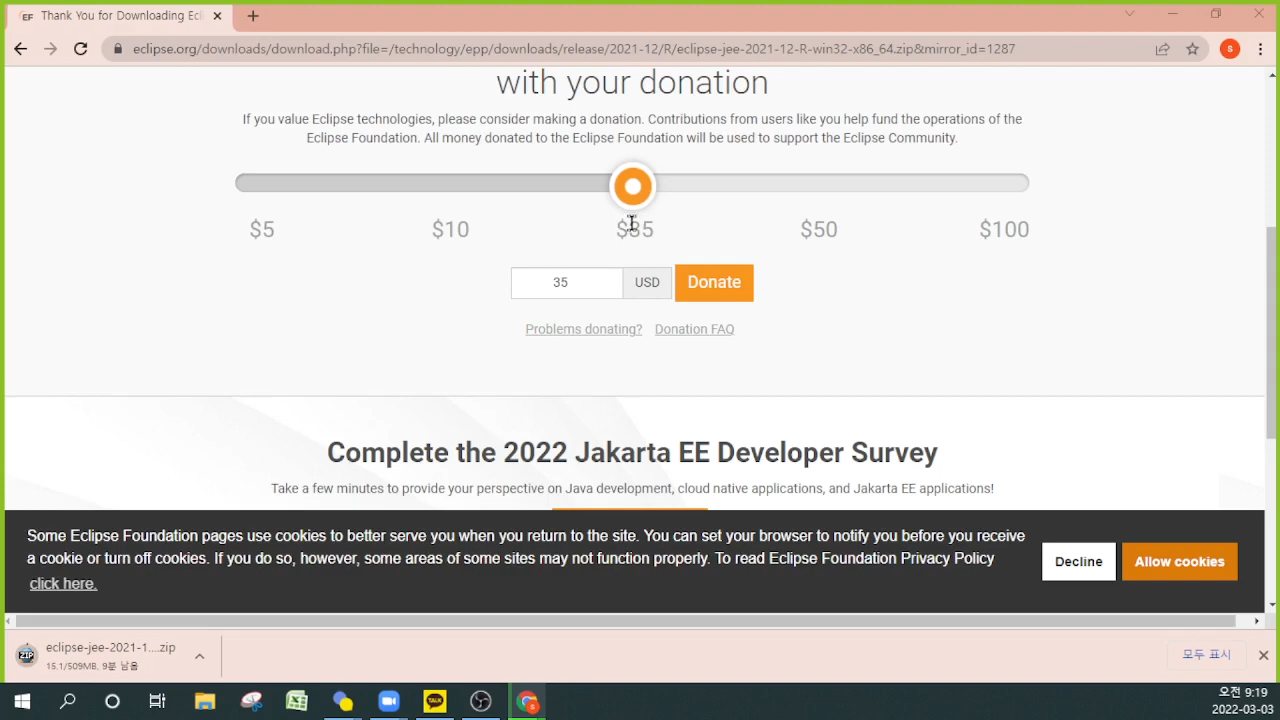 Thank You for Downloading Ecl
eclipse.org/downloads/download.php?file=/technology/epp/downloads/release/2021-12/R/eclipse-jee-2021-12-R-win32-x86_64.zip&mirror_id=1287
S
with your donation
If you value Eclipse technologies, please consider making a donation. Contributions from users like you help fund the operations of the
Eclipse Foundation. All money donated to the Eclipse Foundation will be used to support the Eclipse Community.
$5 $10 $35 $50 $100
35 USD Donate
Problems donating? Donation FAQ
Complete the 2022 Jakarta EE Developer Survey
Take a few minutes to provide your perspective on Java development, cloud native applications, and Jakarta EE applications!
Some Eclipse Foundation pages use cookies to better serve you when you return to the site. You can set your browser to notify you before you receive
a cookie or turn off cookies. If you do so, however, some areas of some sites may not function properly. To read Eclipse Foundation Privacy Policy
click here.
Decline Allow cookies
ZIP
eclipse-jee-2021-1....zip
15.1/509MB, 9분 남음
모두 표시
TALK
오전 9:19
2022-03-03